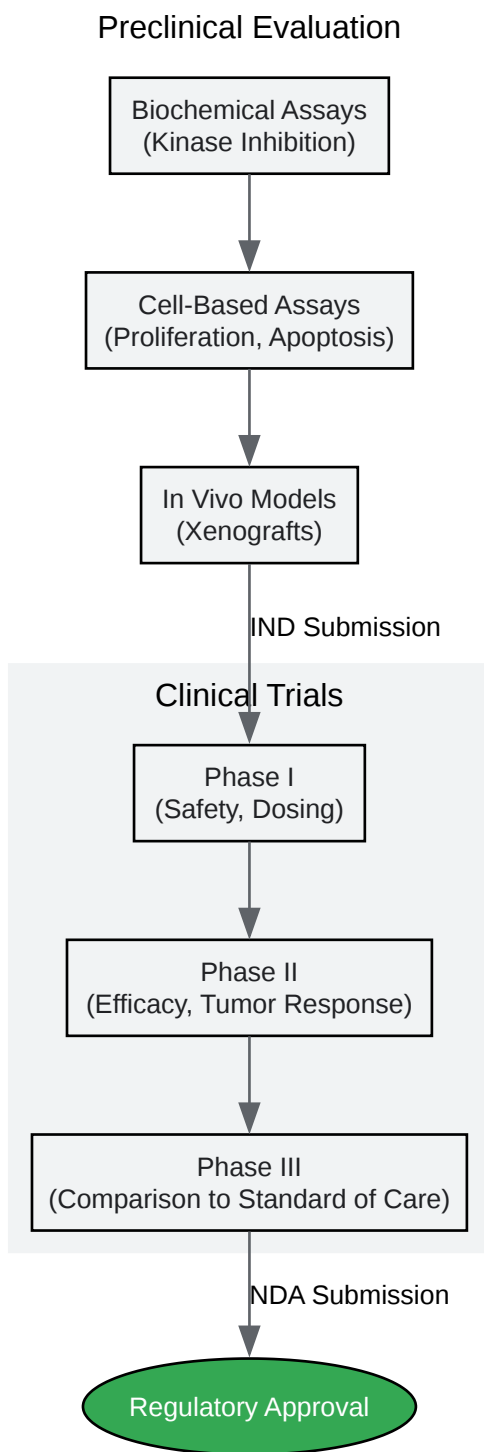 Preclinical Evaluation
Biochemical Assays
(Kinase Inhibition)
Cell-Based Assays
(Proliferation, Apoptosis)
In Vivo Models
(Xenografts)
IND Submission
Clinical Trials
Phase I
(Safety, Dosing)
Phase II
(Efficacy, Tumor Response)
Phase III
(Comparison to Standard of Care)
NDA Submission
Regulatory Approval